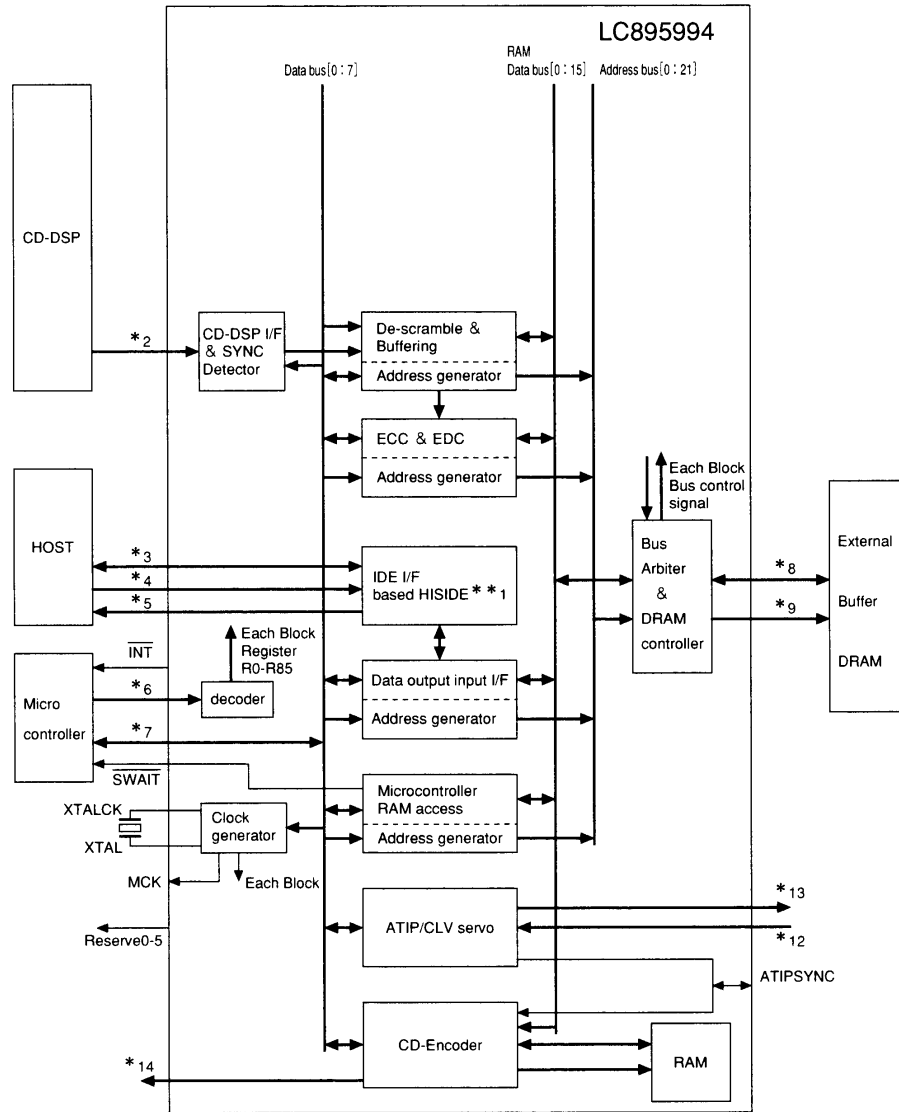 LC895994
RAM
Data bus[0 : 7]
Data bus[0 : 15]
Address bus[0 : 21]
CD-DSP
*2
CD-DSP I/F
& SYNC
Detector
De-scramble &
Buffering
Address generator
ECC & EDC
Address generator
Each Block
Bus control
signal
HOST
*3
*4
*5
IDE I/F
based HISIDE**1
Bus
Arbiter
&
DRAM
controller
*8
*9
External
Buffer
DRAM
Each Block
Register
R0-R85
INT
*6
decoder
Micro
controller
*7
SWAIT
Data output input I/F
Address generator
Microcontroller
RAM access
Address generator
XTALCK
XTAL
Clock
generator
MCK
Each Block
Reserve0-5
ATIP/CLV servo
*13
*12
ATIPSYNC
CD-Encoder
RAM
*14